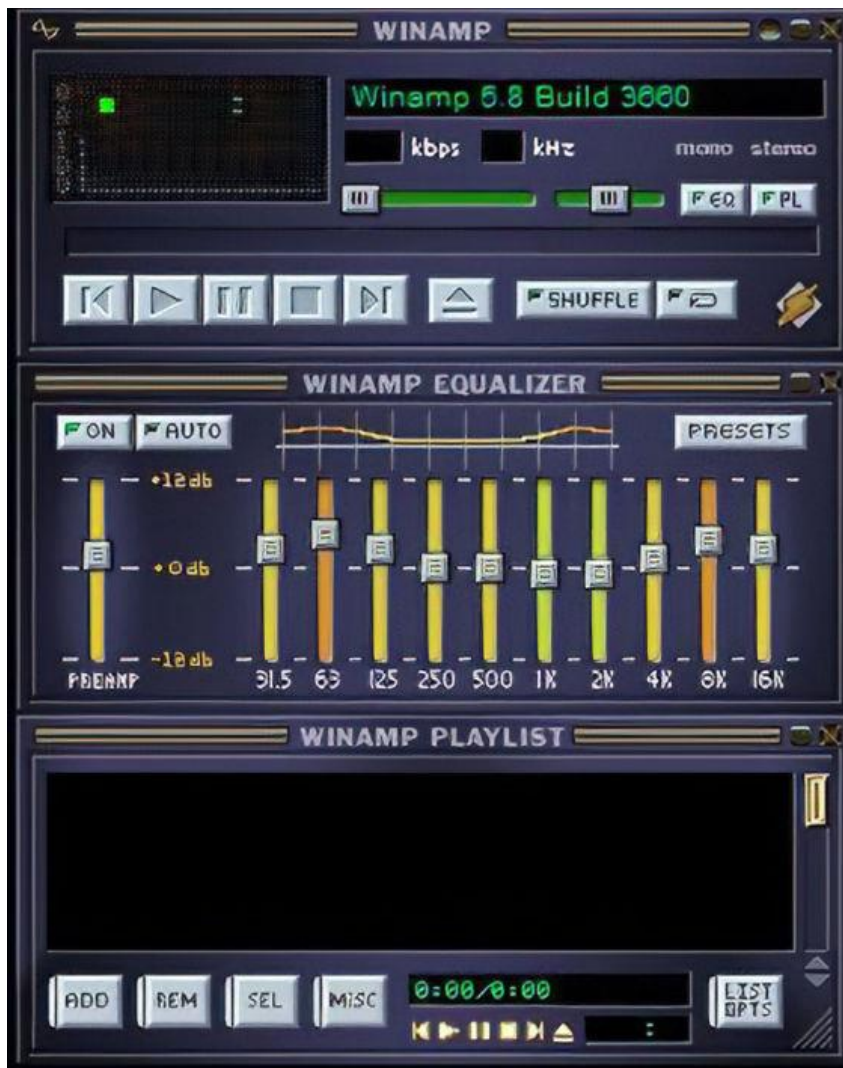 WINAMP
Winamp 5.8 Build 3660
kbps kHz mono stereo
EQ PL
SHUFFLE
WINAMP EQUALIZER
ON AUTO PRESETS
+12db
+0db
-12db
PREAMP 31.5 63 125 250 500 1K 2K 4K 8K 16K
WINAMP PLAYLIST
ADD REM SEL MISC 0:00/0:00 LIST OPTS
: